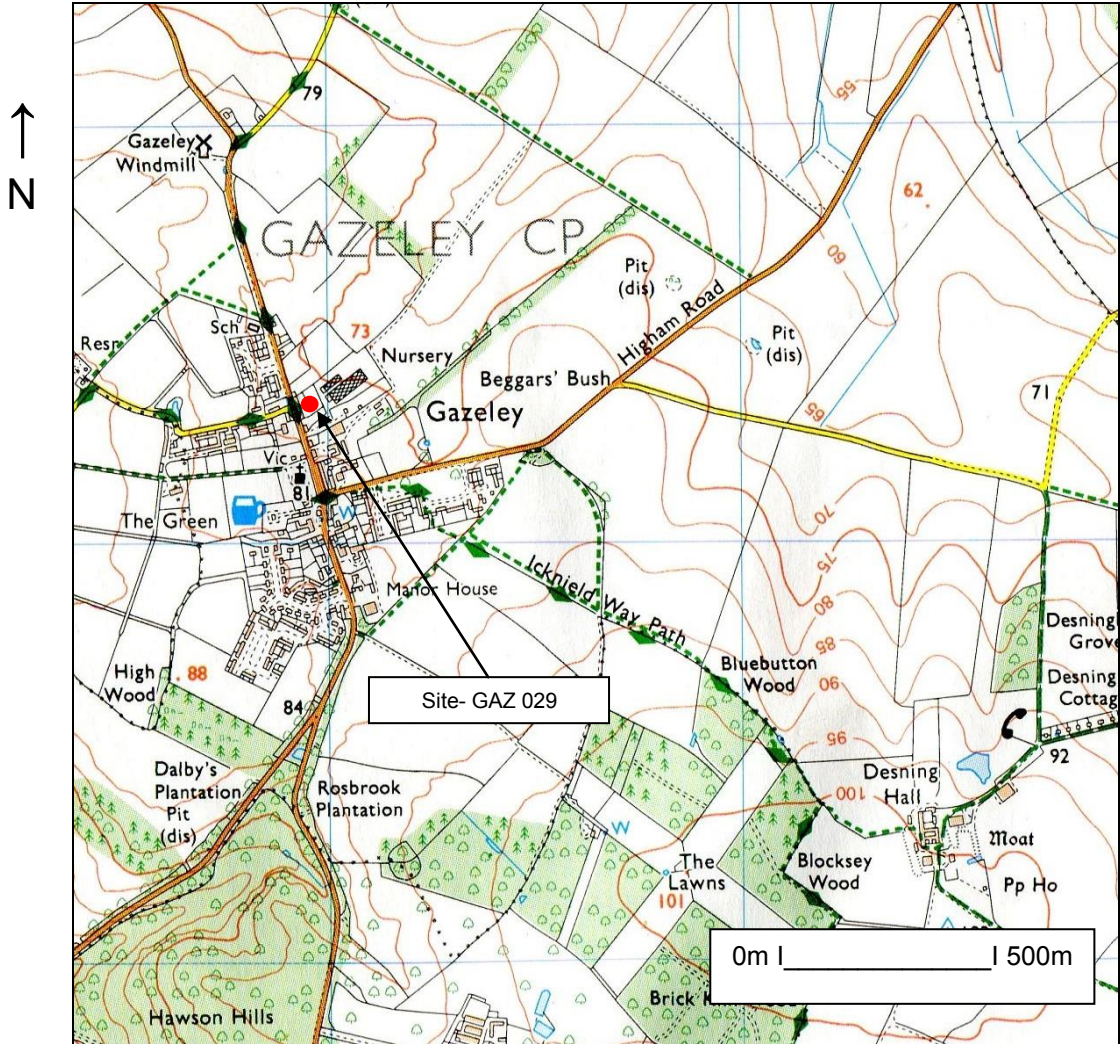 79
Gazeley
Windmill
N
GAZELEY CP
55
62
60
Pit
(dis)
Higham Road
Sch
73
Resr
Nursery
Pit
(dis)
Beggars' Bush
71
Gazeley
65
Vic
81
The Green
W
70
75
Icknield Way Path
Manor House
80
85
Desning
Grove
High
Wood
88
Bluebutton
Wood
90
Desning
Cottag
Site- GAZ 029
84
95
92
Dalby's
Plantation
Pit
(dis)
Rosbrook
Plantation
Desning
Hall
100
W
Moat
The
Lawns
101
Blocksey
Wood
Pp Ho
0m I_______________I 500m
Brick
Hawson Hills